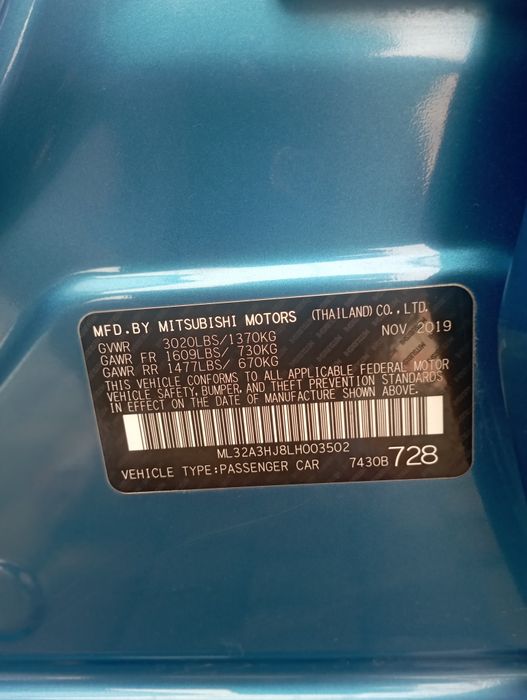 MFD.BY MITSUBISHI MOTORS (THAILAND) CO.,LTD.
GVWR 3020LBS/1370KG NOV 2019
GAWR FR 1609LBS/ 730KG
GAWR RR 1477LBS/ 670KG
THIS VEHICLE CONFORMS TO ALL APPLICABLE FEDERAL MOTOR
VEHICLE SAFETY, BUMPER, AND THEFT PREVENTION STANDARDS
IN EFFECT ON THE DATE OF MANUFACTURE SHOWN ABOVE.
ML32A3HJ8LH003502
VEHICLE TYPE:PASSENGER CAR 7430B 728